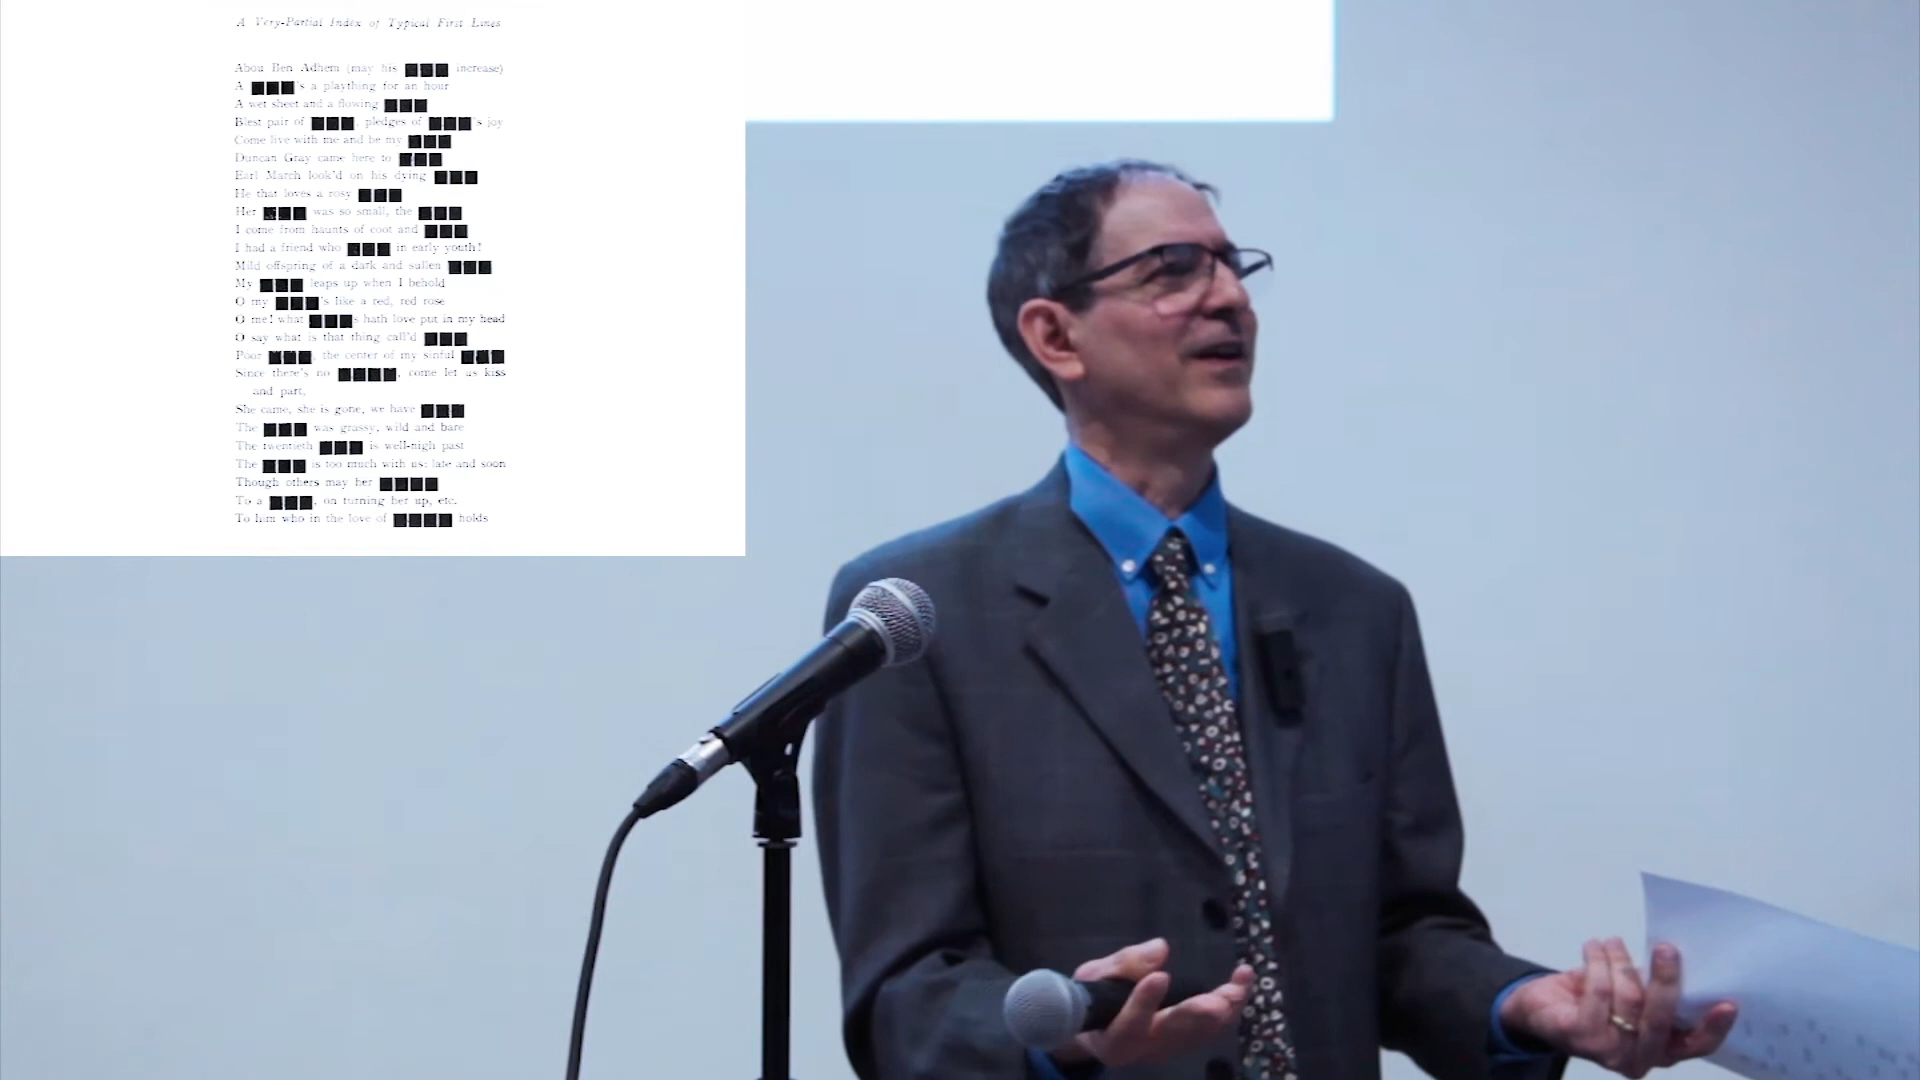 A Very-Partial Index of Typical First Lines
Abou Ben Adhem (may his ■■■ increase)
A ■■■'s a plaything for an hour
A wet sheet and a flowing ■■■
Blest pair of ■■■, pledges of ■■■'s joy
Come live with me and be my ■■■
Duncan Gray came here to ■■■
Earl March look'd on his dying ■■■
He that loves a rosy ■■■
Her ■■■ was so small, the ■■■
I come from haunts of coot and ■■■
I had a friend who ■■■ in early youth!
Mild offspring of a dark and sullen ■■■
My ■■■ leaps up when I behold
O my ■■■'s like a red, red rose
O me! what ■■■s hath love put in my head
O say what is that thing call'd ■■■
Poor ■■■, the center of my sinful ■■■
Since there's no ■■■■, come let us kiss
and part,
She came, she is gone, we have ■■■
The ■■■ was grassy, wild and bare
The twentieth ■■■ is well-nigh past
The ■■■ is too much with us: late and soon
Though others may her ■■■■
To a ■■■, on turning her up, etc.
To him who in the love of ■■■■ holds